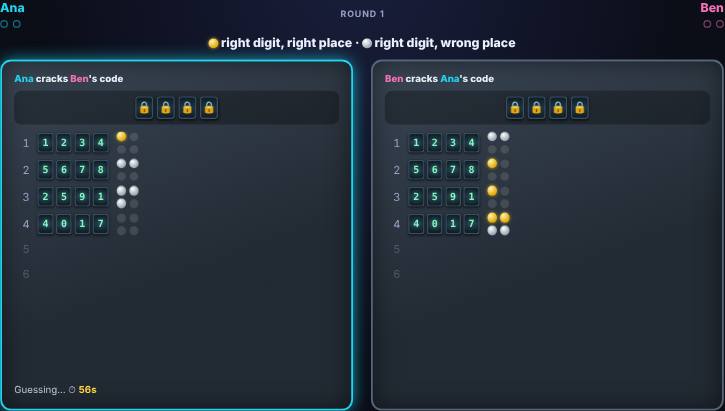 Ana
ROUND 1
Ben
right digit, right place · right digit, wrong place
Ana cracks Ben's code
1 1 2 3 4
2 5 6 7 8
3 2 5 9 1
4 4 0 1 7
5
6
Guessing... ⏱ 56s
Ben cracks Ana's code
1 1 2 3 4
2 5 6 7 8
3 2 5 9 1
4 4 0 1 7
5
6